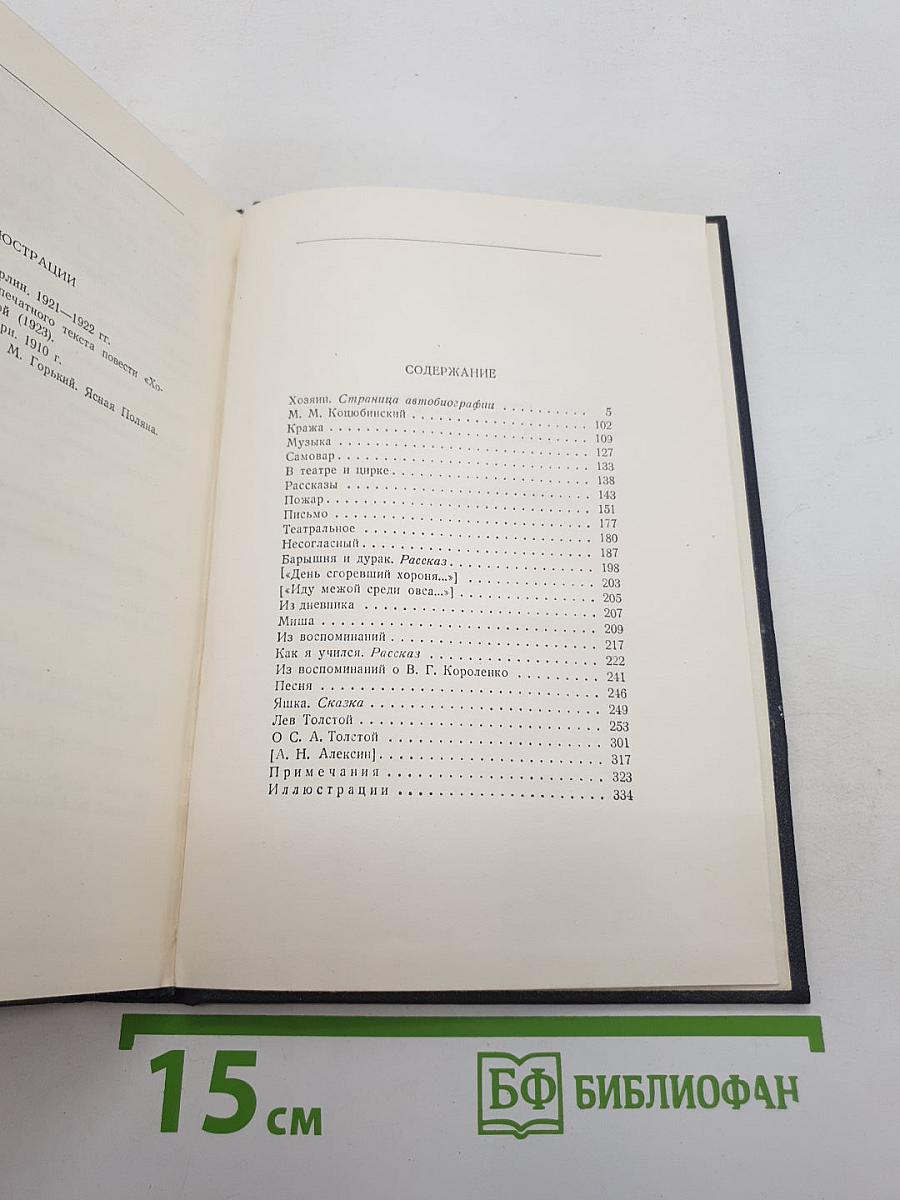 ЮСТРАЦИИ
рлин. 1921—1922 гг.
печатного текста повести «Хо-
ой (1923).
ри. 1910 г.
М. Горький. Ясная Поляна.
СОДЕРЖАНИЕ
Хозяин. Страница автобиографии . . . . . . . . . . 5
М. М. Коцюбинский . . . . . . . . . . . . . . . . 102
Кража . . . . . . . . . . . . . . . . . . . . . . 109
Музыка . . . . . . . . . . . . . . . . . . . . . 127
Самовар . . . . . . . . . . . . . . . . . . . . . 133
В театре и цирке . . . . . . . . . . . . . . . . . 138
Рассказы . . . . . . . . . . . . . . . . . . . . 143
Пожар . . . . . . . . . . . . . . . . . . . . . . 151
Письмо . . . . . . . . . . . . . . . . . . . . . 177
Театральное . . . . . . . . . . . . . . . . . . . 180
Несогласный . . . . . . . . . . . . . . . . . . . 187
Барышня и дурак. Рассказ . . . . . . . . . . . . . 198
[«День сгоревший хороня...»] . . . . . . . . . . . 203
[«Иду межой среди овса...»] . . . . . . . . . . . . 205
Из дневника . . . . . . . . . . . . . . . . . . . 207
Миша . . . . . . . . . . . . . . . . . . . . . . 209
Из воспоминаний . . . . . . . . . . . . . . . . . 217
Как я учился. Рассказ . . . . . . . . . . . . . . . 222
Из воспоминаний о В. Г. Короленко . . . . . . . . 241
Песня . . . . . . . . . . . . . . . . . . . . . . 246
Яшка. Сказка . . . . . . . . . . . . . . . . . . . 249
Лев Толстой . . . . . . . . . . . . . . . . . . . 253
О С. А. Толстой . . . . . . . . . . . . . . . . . 301
[А. Н. Алексин] . . . . . . . . . . . . . . . . . . 317
Примечания . . . . . . . . . . . . . . . . . . . 323
Иллюстрации . . . . . . . . . . . . . . . . . . . 334
15 см
БФ БИБЛИОФАН